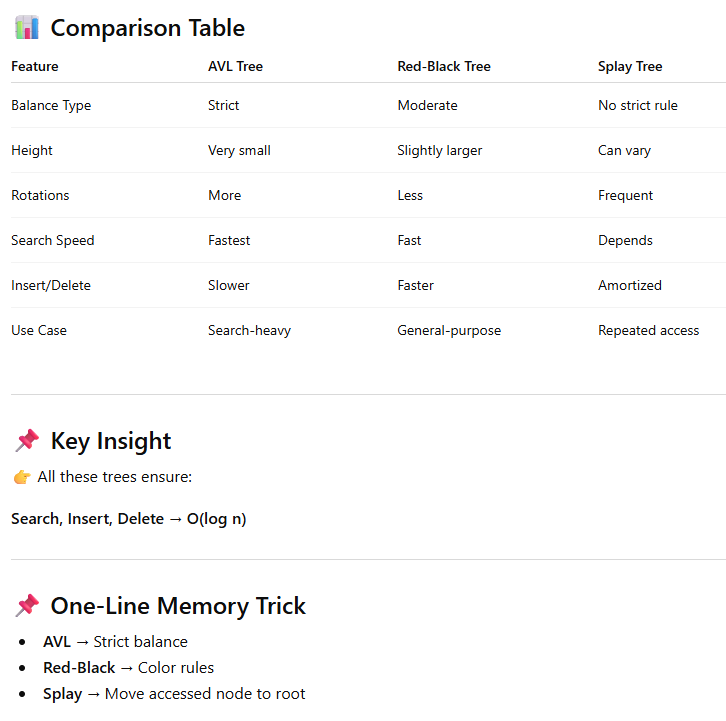 📊 Comparison Table
Feature AVL Tree Red-Black Tree Splay Tree
Balance Type Strict Moderate No strict rule
Height Very small Slightly larger Can vary
Rotations More Less Frequent
Search Speed Fastest Fast Depends
Insert/Delete Slower Faster Amortized
Use Case Search-heavy General-purpose Repeated access
📌 Key Insight
👉 All these trees ensure:
Search, Insert, Delete → O(log n)
📌 One-Line Memory Trick
• AVL → Strict balance
• Red-Black → Color rules
• Splay → Move accessed node to root